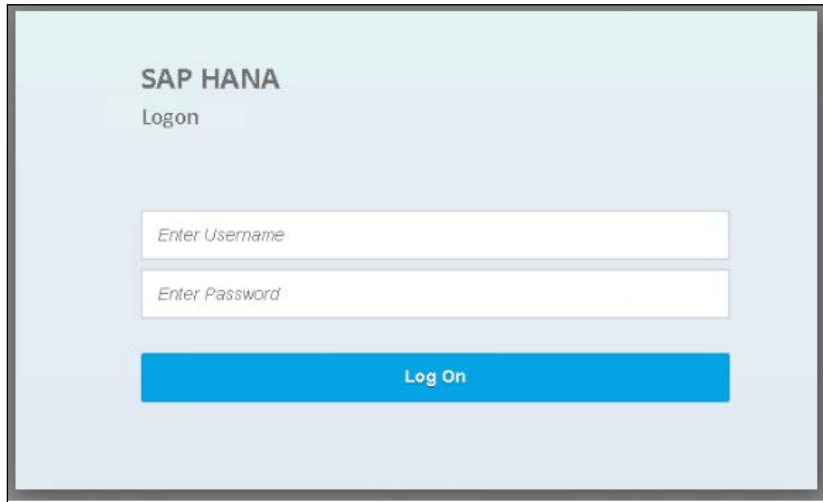 SAP HANA
Logon
Enter Username
Enter Password
Log On